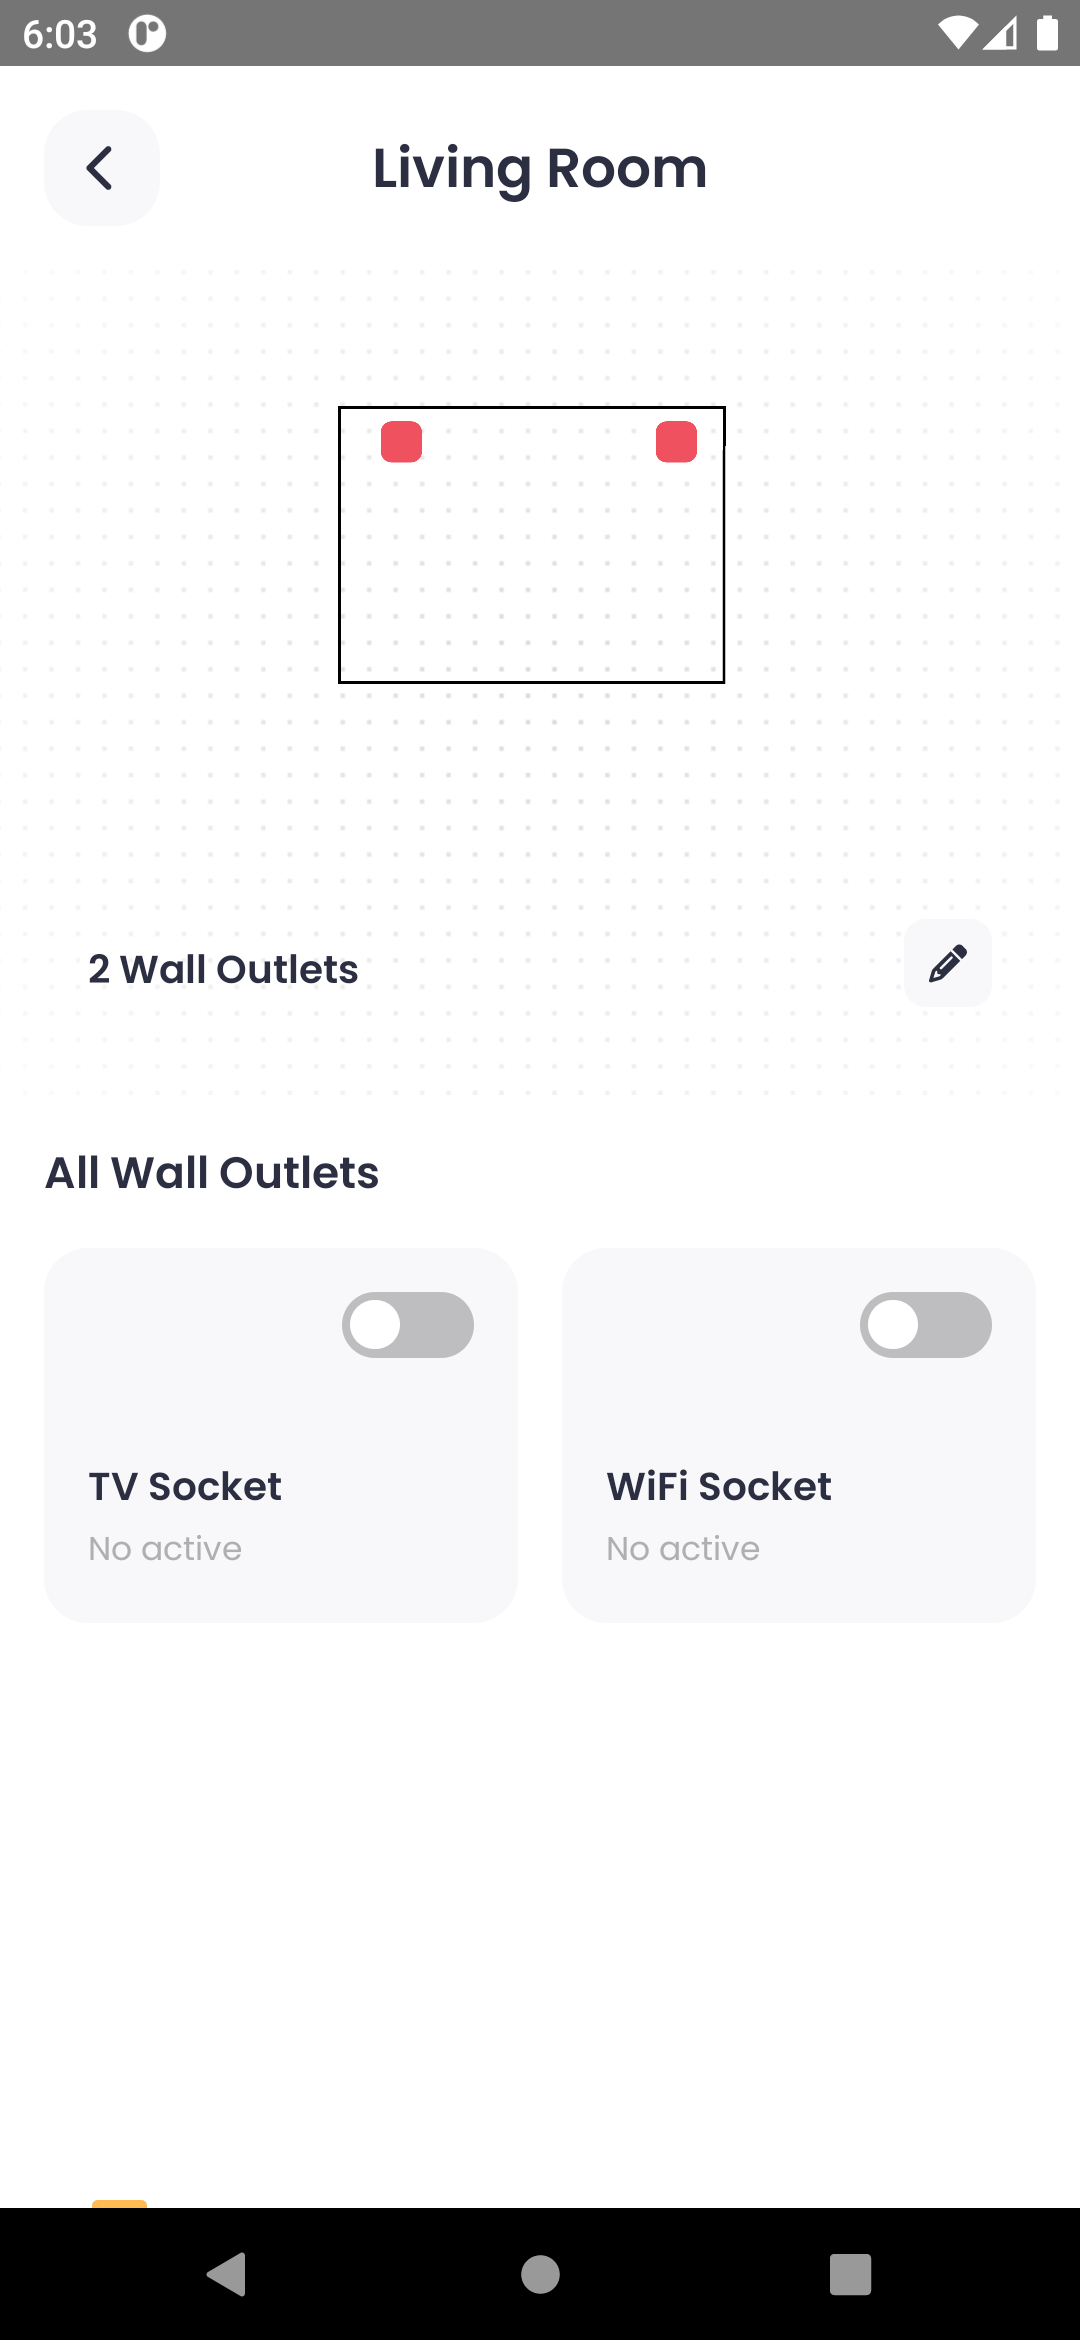 6:03
Living Room
2 Wall Outlets
All Wall Outlets
TV Socket
No active
WiFi Socket
No active